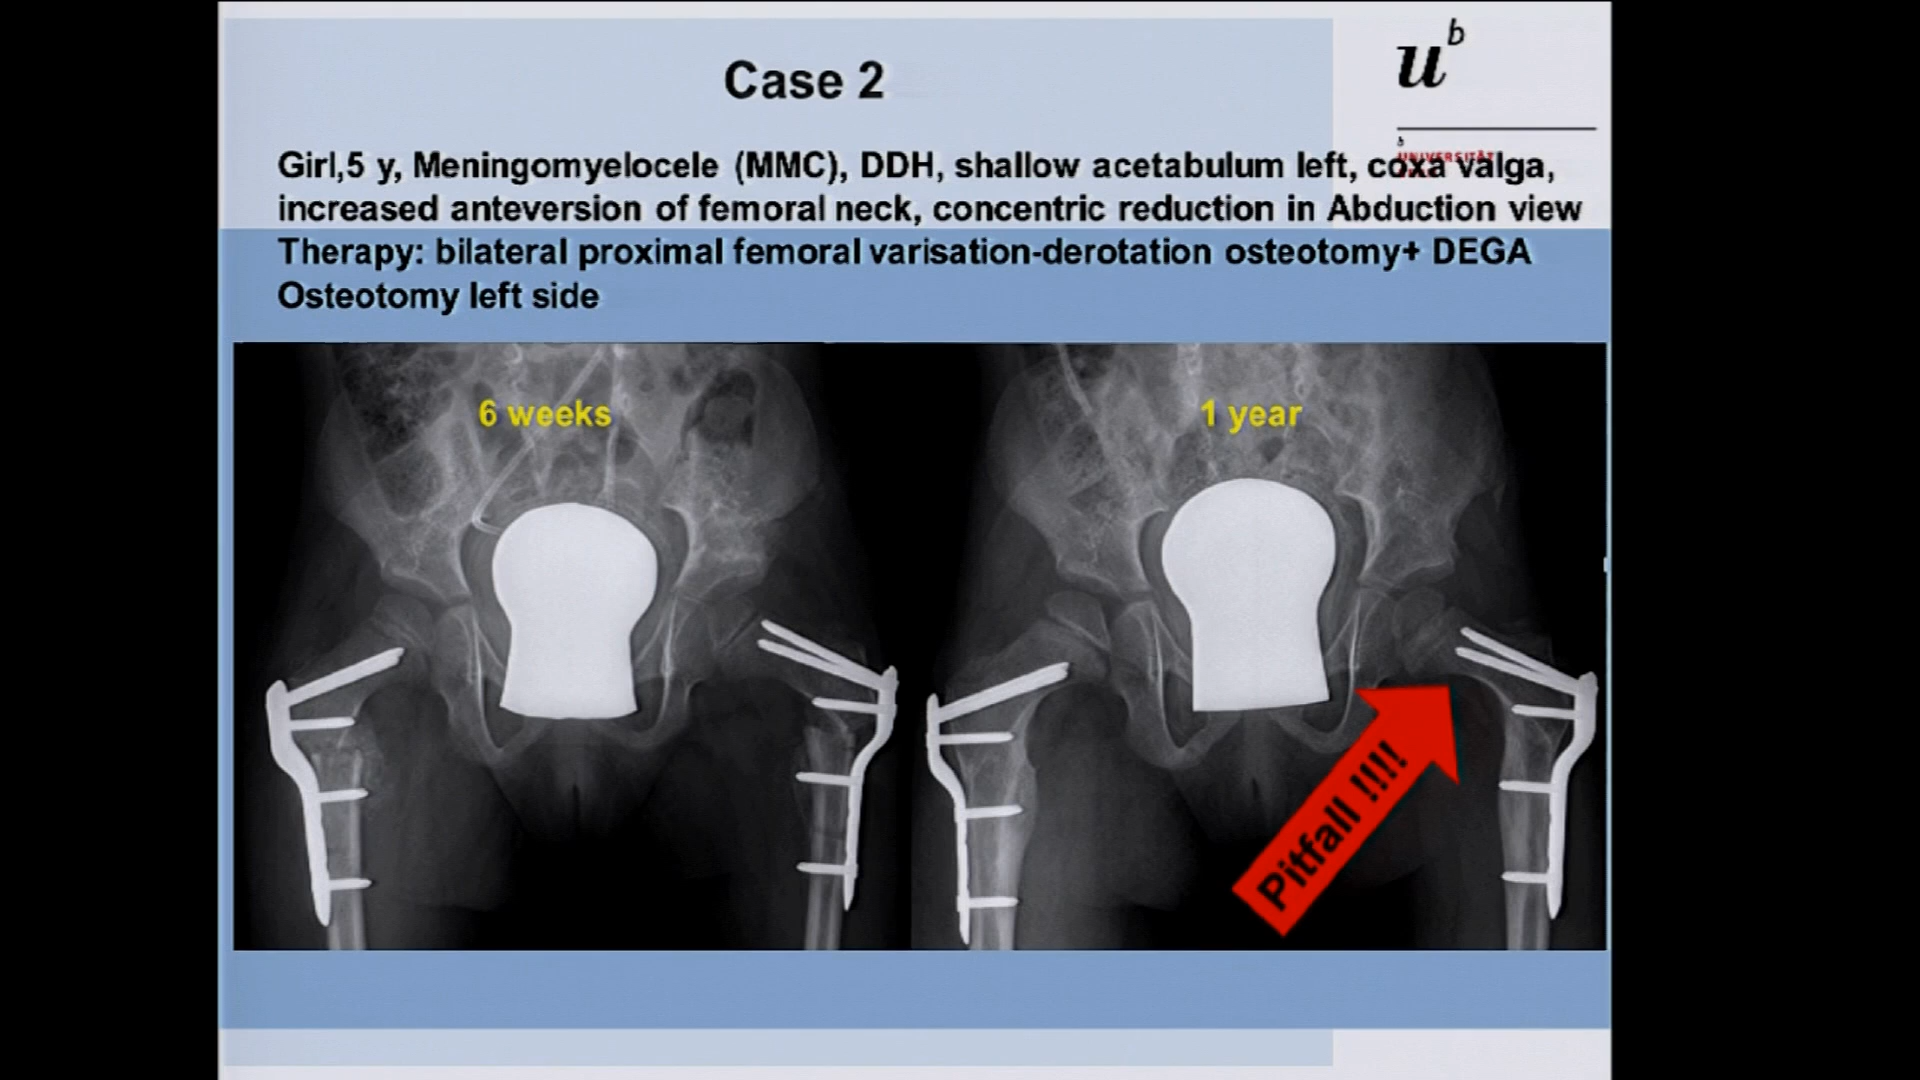 Case 2
u^b
b
UNIVERSITÄT
Girl,5 y, Meningomyelocele (MMC), DDH, shallow acetabulum left, coxa valga,
increased anteversion of femoral neck, concentric reduction in Abduction view
Therapy: bilateral proximal femoral varisation-derotation osteotomy+ DEGA
Osteotomy left side
6 weeks
1 year
Pitfall !!!!